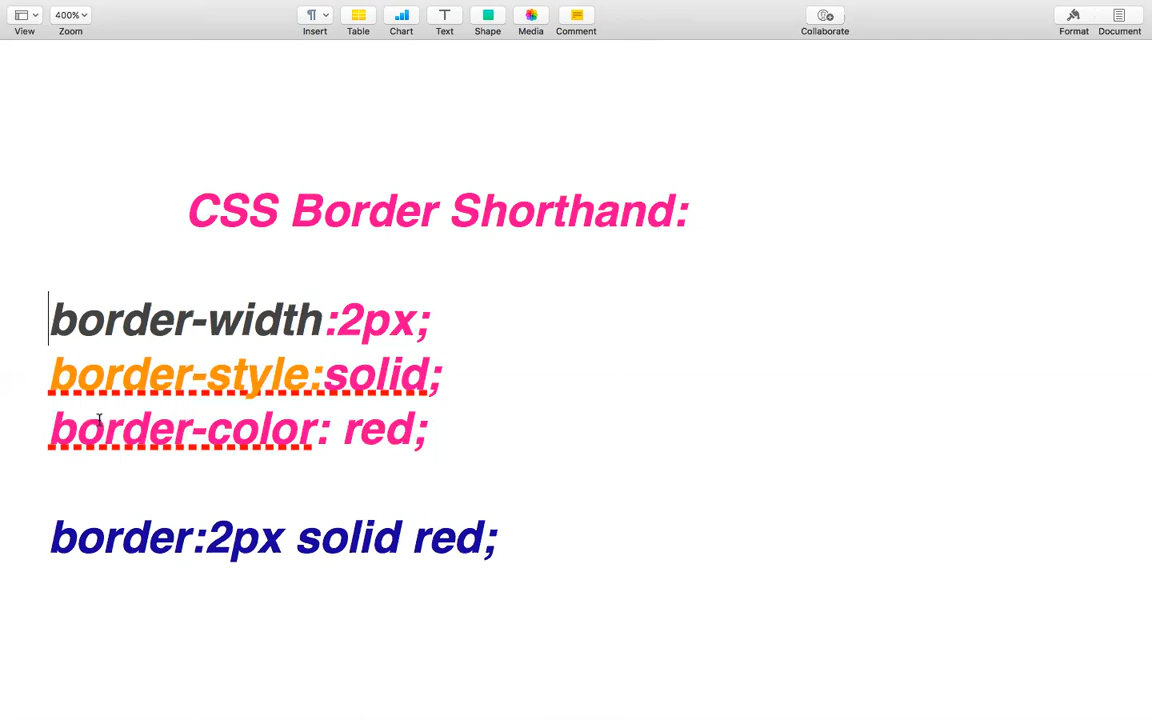 400%
View Zoom Insert Table Chart Text Shape Media Comment Collaborate Format Document
CSS Border Shorthand:
border-width:2px;
border-style:solid;
border-color: red;
border:2px solid red;